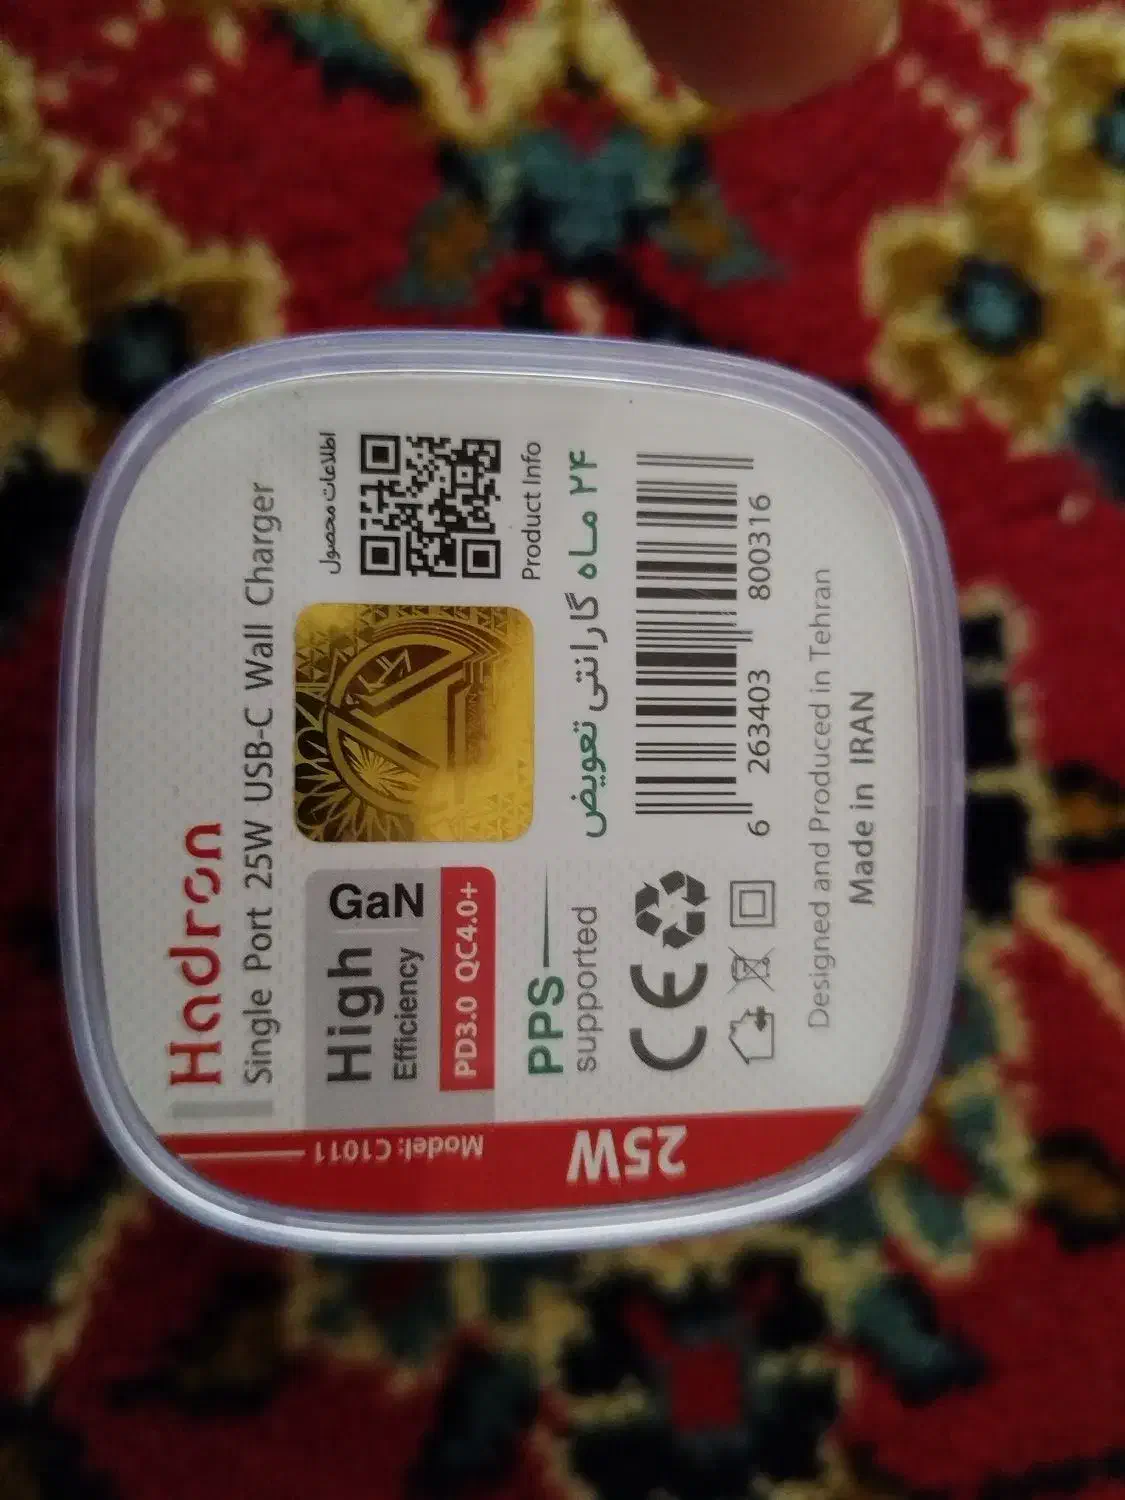 Hadron
Single Port 25W USB-C Wall Charger
High
Efficiency
GaN
PD3.0 QC4.0+
اطلاعات محصول
Product Info
PPS
supported
۲۴ ماه گارانتی تعویض
CE
6 263403 800316
Designed and Produced in Tehran
Made in IRAN
Model: C1011
25W